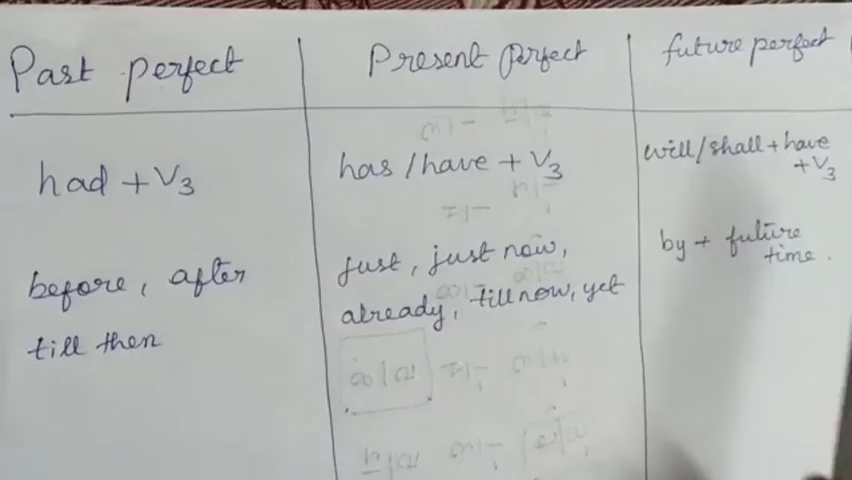 Past perfect
had + V3
before, after
till then
Present perfect
has / have + V3
just, just now,
already, till now, yet
future perfect
will/shall + have
+ V3
by + future
time.